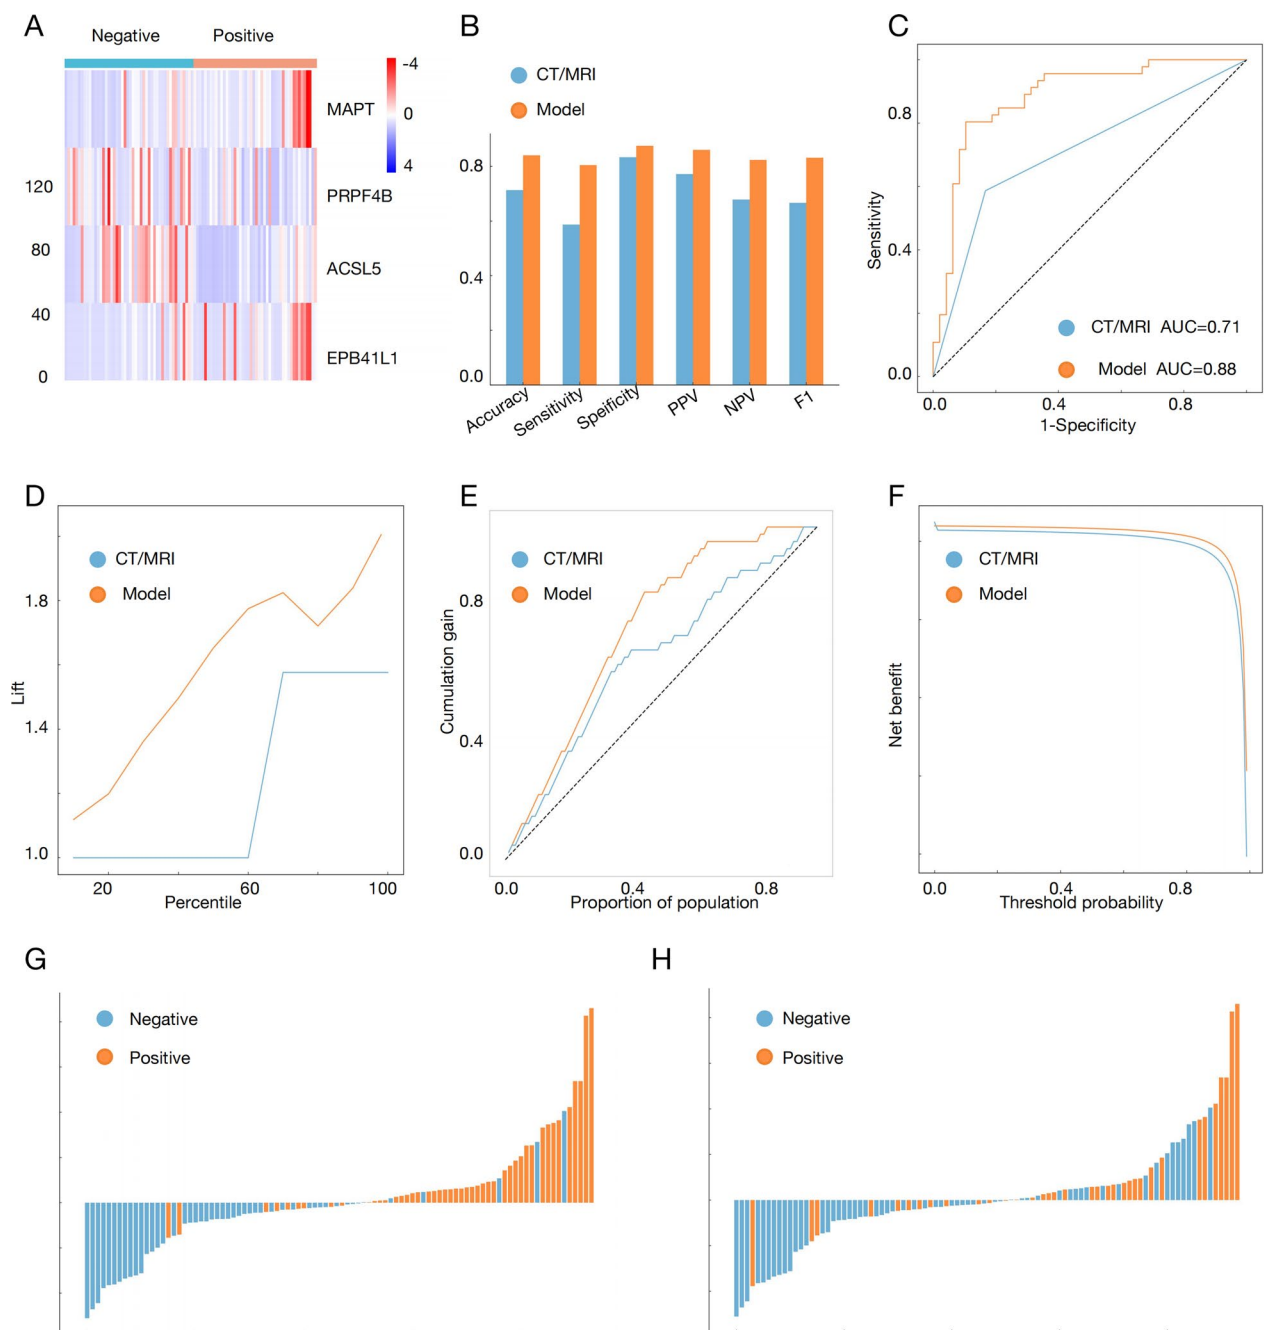 A
Negative Positive
-4
0
4
MAPT
PRPF4B
ACSL5
EPB41L1
120
80
40
0
B
CT/MRI
Model
0.8
0.4
0.0
Accuracy
Sensitivity
Speificity
PPV
NPV
F1
C
Sensitivity
0.8
0.4
0.0
CT/MRI AUC=0.71
Model AUC=0.88
0.0 0.4 0.8
1-Specificity
D
CT/MRI
Model
Lift
1.8
1.4
1.0
20 60 100
Percentile
E
CT/MRI
Model
Cumulation gain
0.8
0.4
0.0
0.0 0.4 0.8
Proportion of population
F
CT/MRI
Model
Net benefit
0.0 0.4 0.8
Threshold probability
G
Negative
Positive
H
Negative
Positive